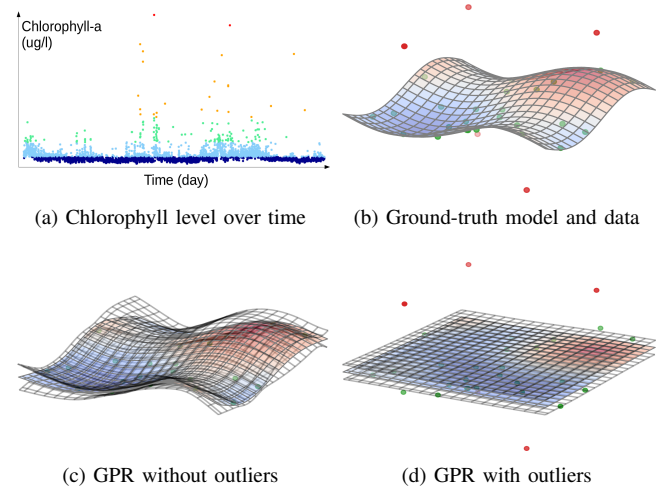 Chlorophyll-a
(ug/l)
Time (day)
(a) Chlorophyll level over time
(b) Ground-truth model and data
(c) GPR without outliers
(d) GPR with outliers